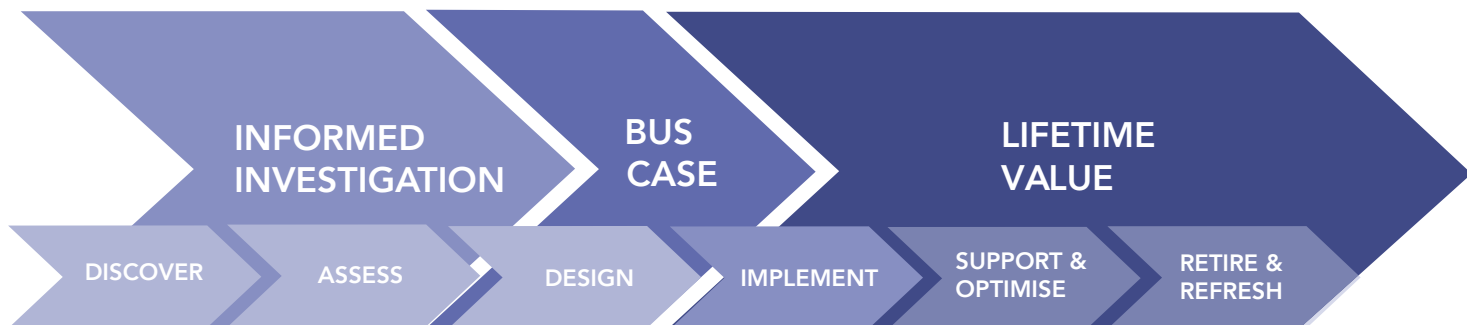 INFORMED
INVESTIGATION
BUS
CASE
LIFETIME
VALUE
DISCOVER
ASSESS
DESIGN
IMPLEMENT
SUPPORT &
OPTIMISE
RETIRE &
REFRESH